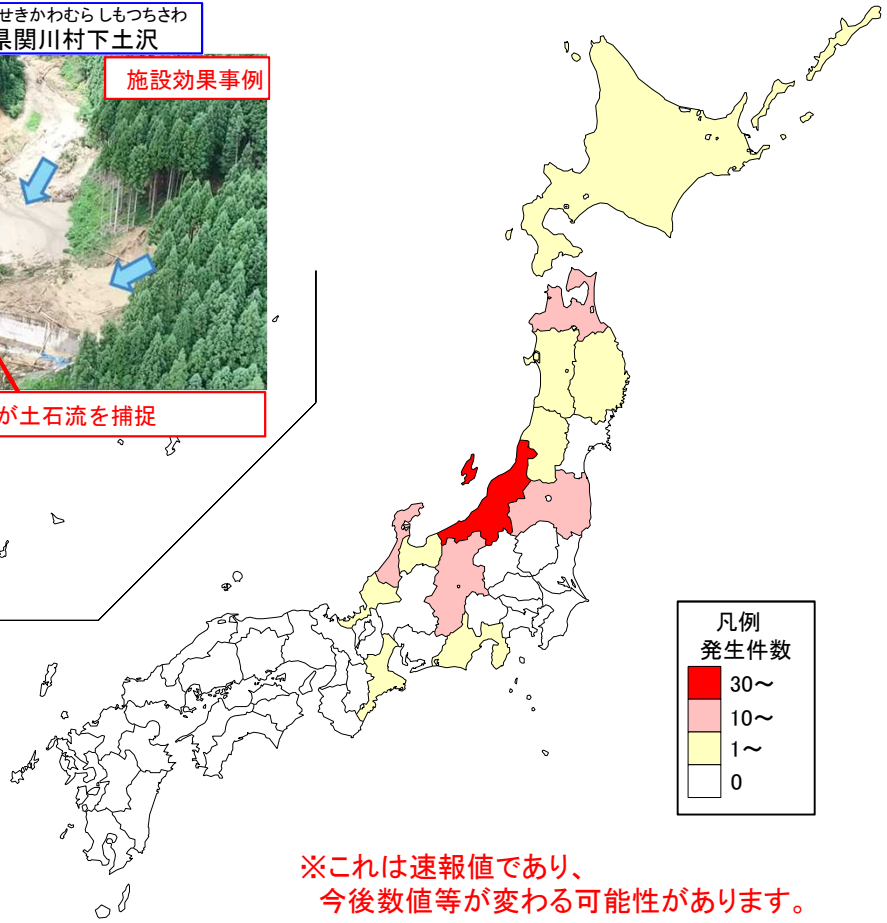 せきかわむら しもつちさわ
県関川村下土沢
施設効果事例
が土石流を捕捉
凡例
発生件数
30～
10～
1～
0
※これは速報値であり、
今後数値等が変わる可能性があります。